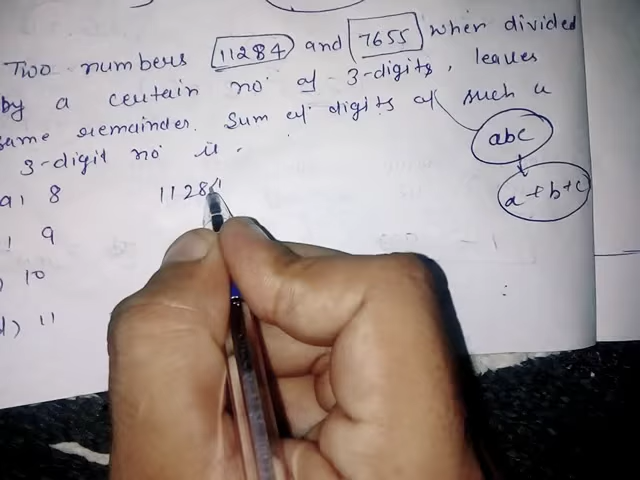 Two numbers 11284 and 7655 when divided
by a certain no of 3-digits, leaves
same remainder. Sum of digits of such a
3-digit no is.
abc
a+b+c
a) 8
11284
) 9
) 10
d) 11